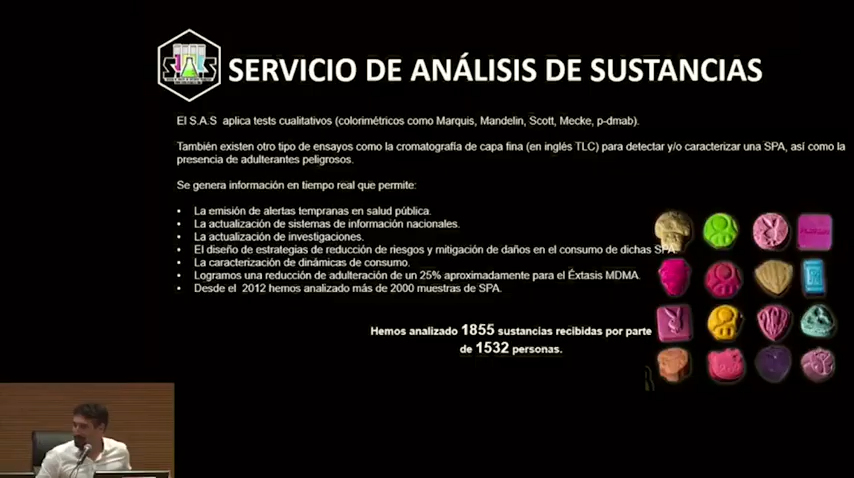 SAS
SERVICIO DE ANÁLISIS DE SUSTANCIAS
El S.A.S aplica tests cualitativos (colorimétricos como Marquis, Mandelin, Scott, Mecke, p-dmab).
También existen otro tipo de ensayos como la cromatografía de capa fina (en inglés TLC) para detectar y/o caracterizar una SPA, así como la
presencia de adulterantes peligrosos.
Se genera información en tiempo real que permite:
• La emisión de alertas tempranas en salud pública.
• La actualización de sistemas de información nacionales.
• La actualización de investigaciones.
• El diseño de estrategias de reducción de riesgos y mitigación de daños en el consumo de dichas SPA.
• La caracterización de dinámicas de consumo.
• Logramos una reducción de adulteración de un 25% aproximadamente para el Éxtasis MDMA.
• Desde el 2012 hemos analizado más de 2000 muestras de SPA.
Hemos analizado 1855 sustancias recibidas por parte
de 1532 personas.